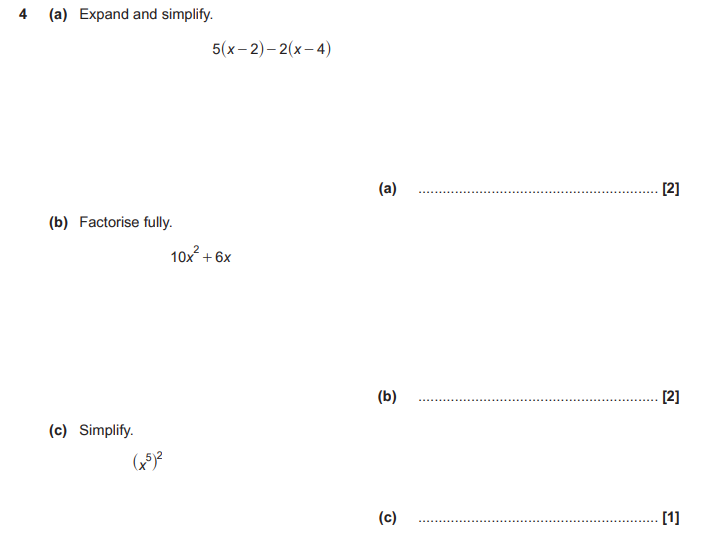 4 (a) Expand and simplify.
5(x – 2) – 2(x – 4)
(a) ............................................................ [2]
(b) Factorise fully.
10x² + 6x
(b) ............................................................ [2]
(c) Simplify.
(x⁵)²
(c) ............................................................ [1]